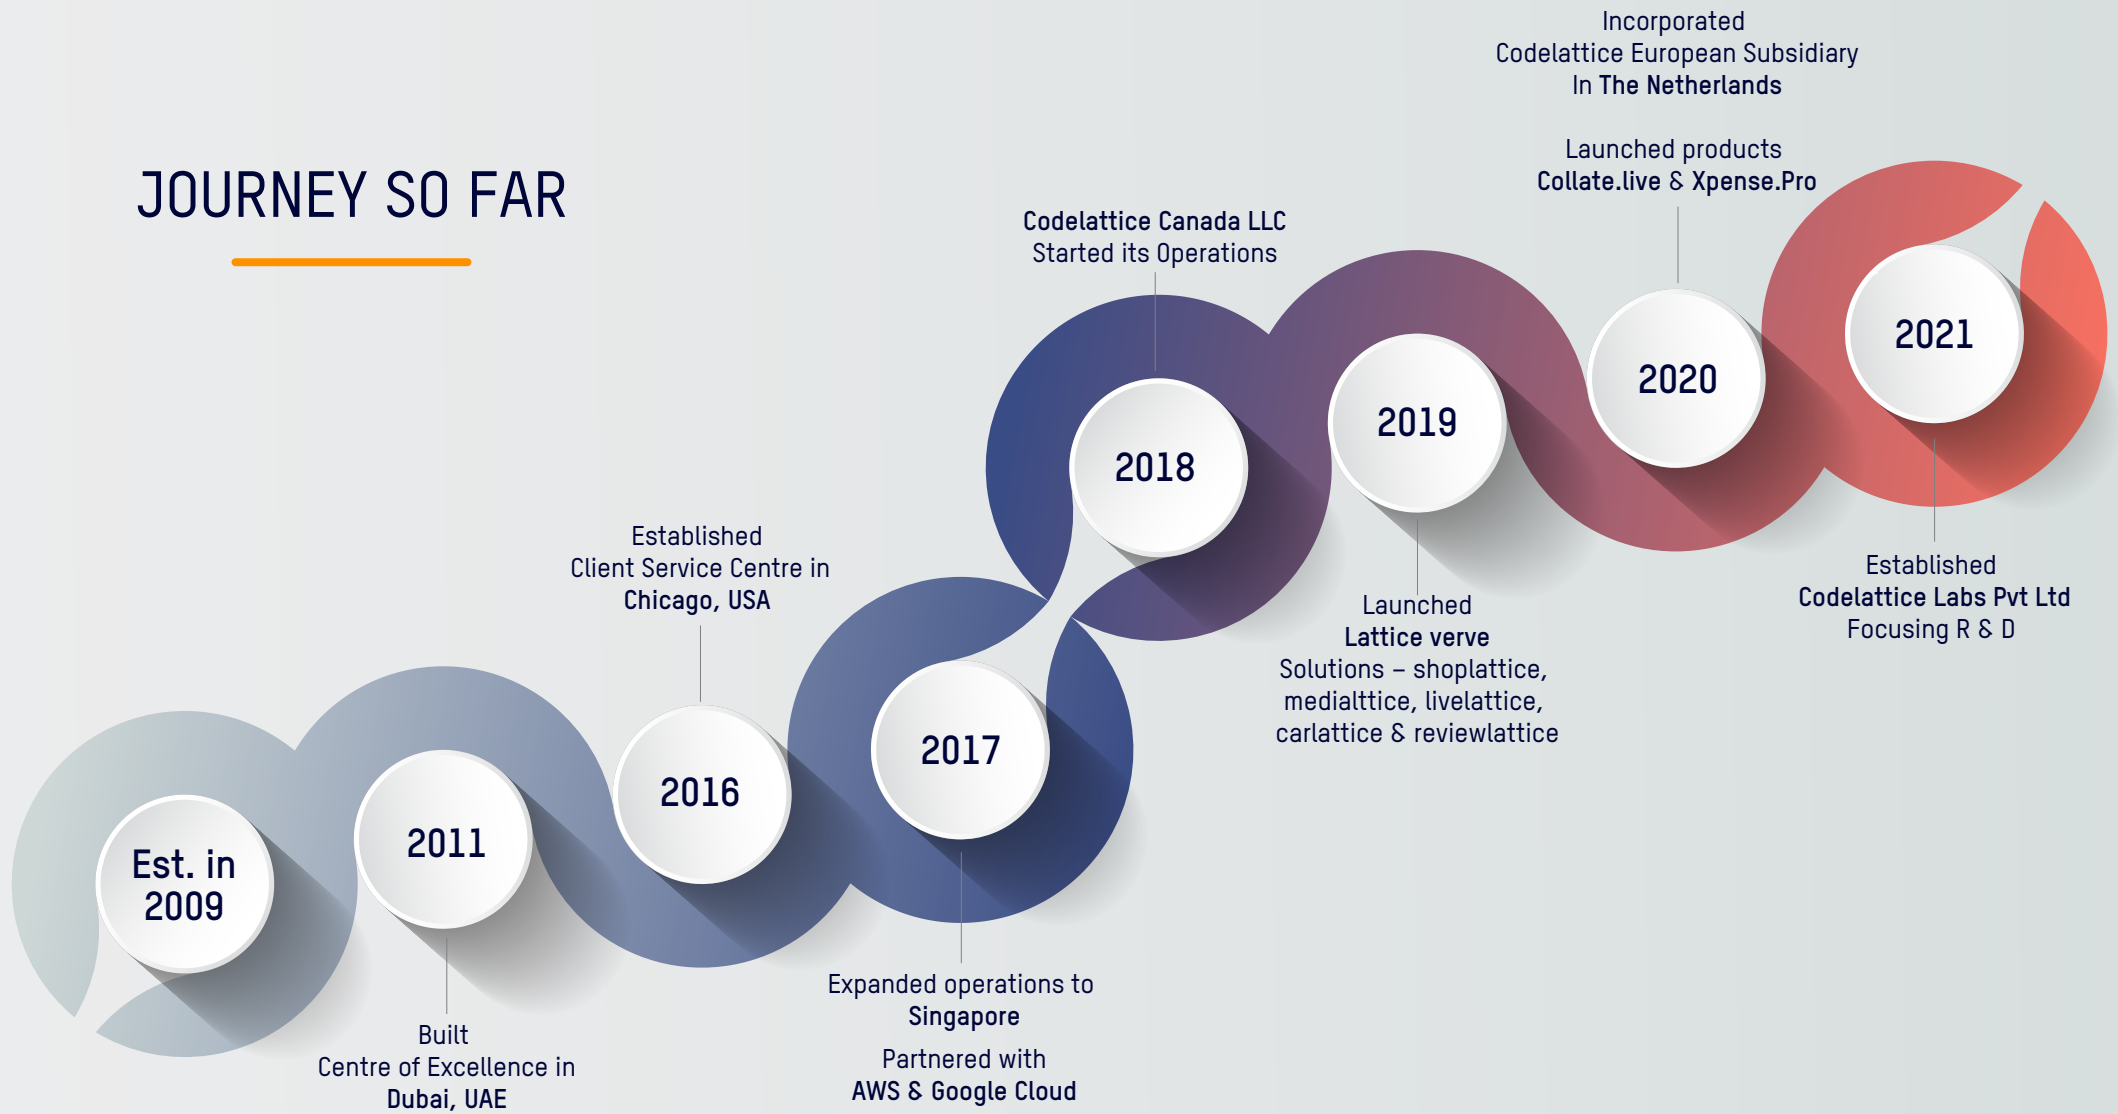 JOURNEY SO FAR
Est. in
2009
2011
Built
Centre of Excellence in
Dubai, UAE
Established
Client Service Centre in
Chicago, USA
2016
2017
Expanded operations to
Singapore
Partnered with
AWS & Google Cloud
Codelattice Canada LLC
Started its Operations
2018
2019
Launched
Lattice verve
Solutions – shoplattice,
medialttice, livelattice,
carlattice & reviewlattice
Incorporated
Codelattice European Subsidiary
In The Netherlands
Launched products
Collate.live & Xpense.Pro
2020
2021
Established
Codelattice Labs Pvt Ltd
Focusing R & D